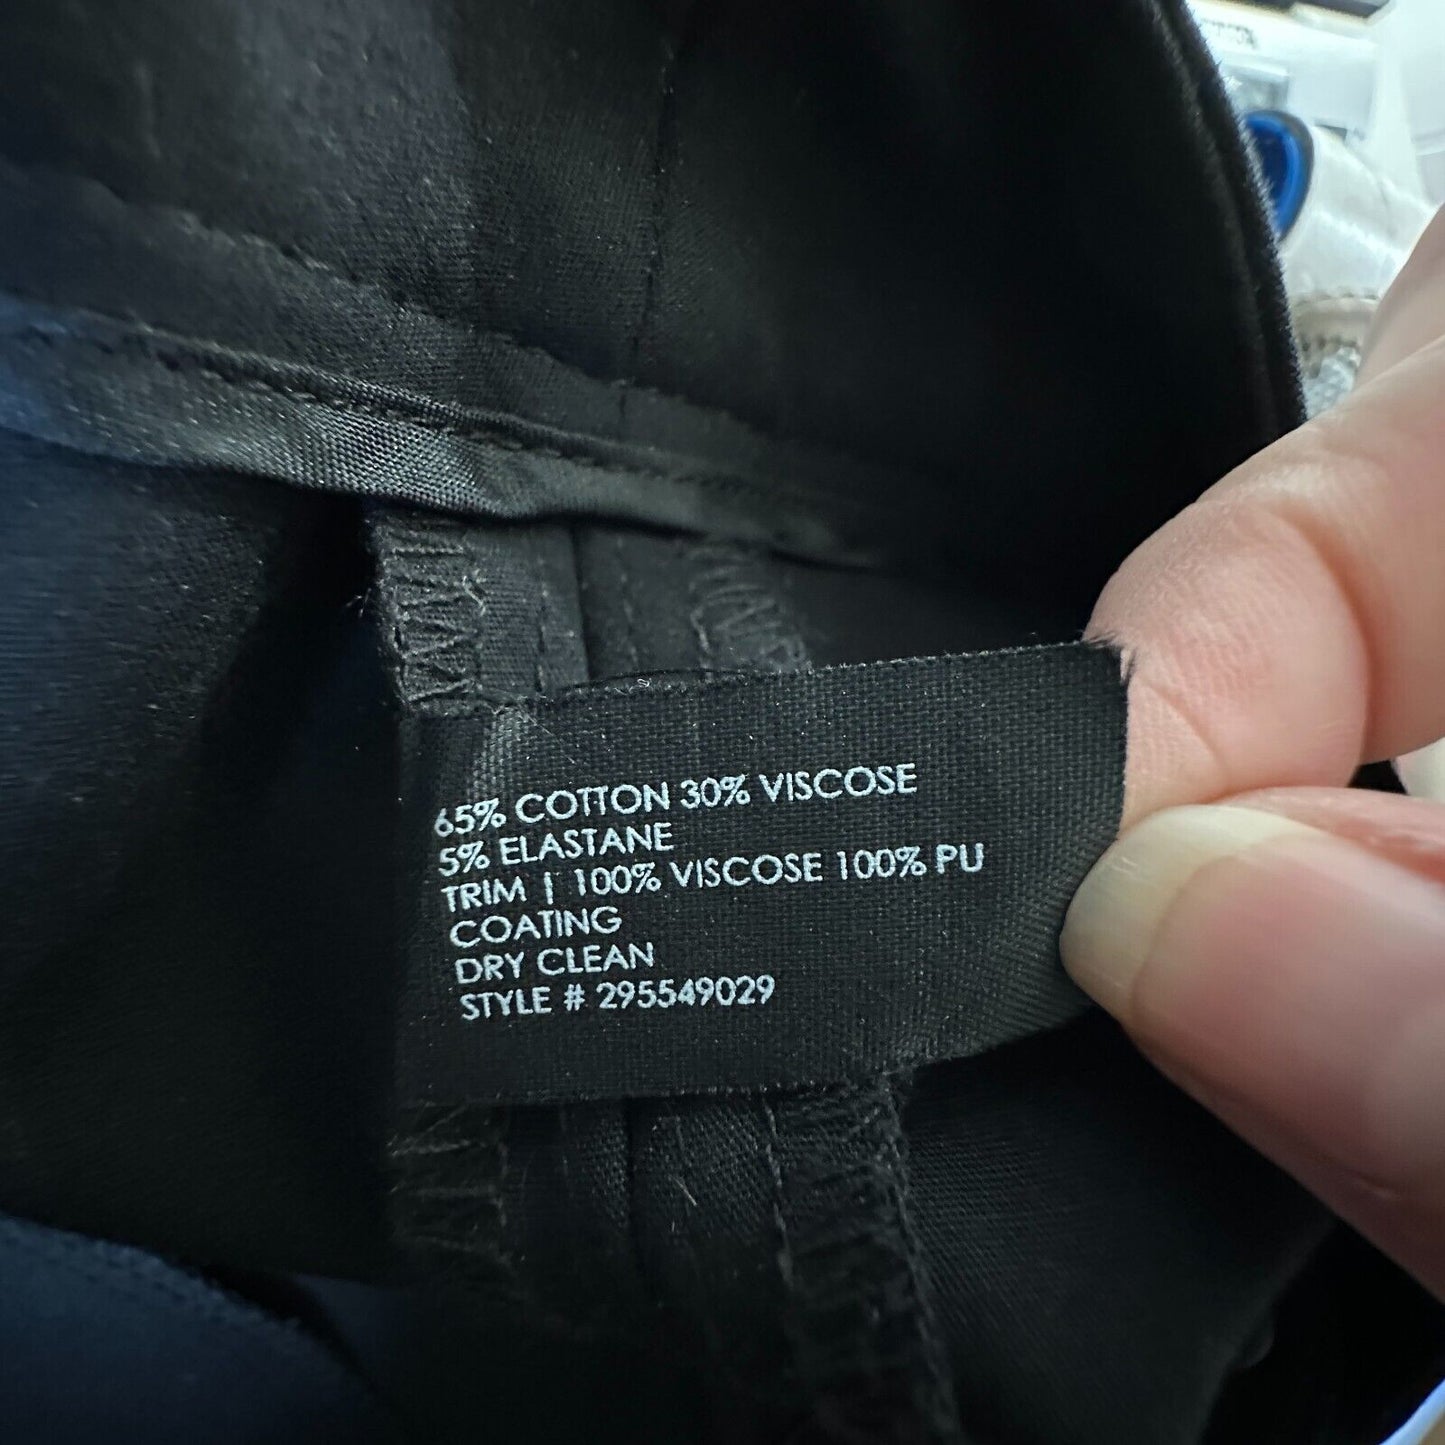 65% COTTON 30% VISCOSE
5% ELASTANE
TRIM | 100% VISCOSE 100% PU
COATING
DRY CLEAN
STYLE # 295549029